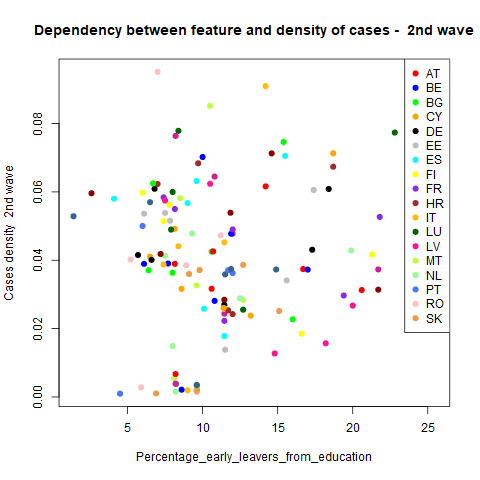 Dependency between feature and density of cases - 2nd wave
AT
BE
BG
CY
DE
EE
ES
FI
FR
HR
IT
LU
LV
MT
NL
PT
RO
SK
Cases density 2nd wave
0.00
0.02
0.04
0.06
0.08
5
10
15
20
25
Percentage_early_leavers_from_education